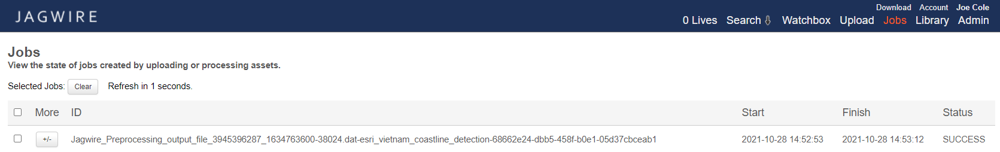 JAGWIRE
Download Account Joe Cole
0 Lives Search Watchbox Upload Jobs Library Admin
Jobs
View the state of jobs created by uploading or processing assets.
Selected Jobs: Clear Refresh in 1 seconds.
More ID Start Finish Status
+/- Jagwire_Preprocessing_output_file_3945396287_1634763600-38024.dat-esri_vietnam_coastline_detection-68662e24-dbb5-458f-b0e1-05d37cbceab1 2021-10-28 14:52:53 2021-10-28 14:53:12 SUCCESS